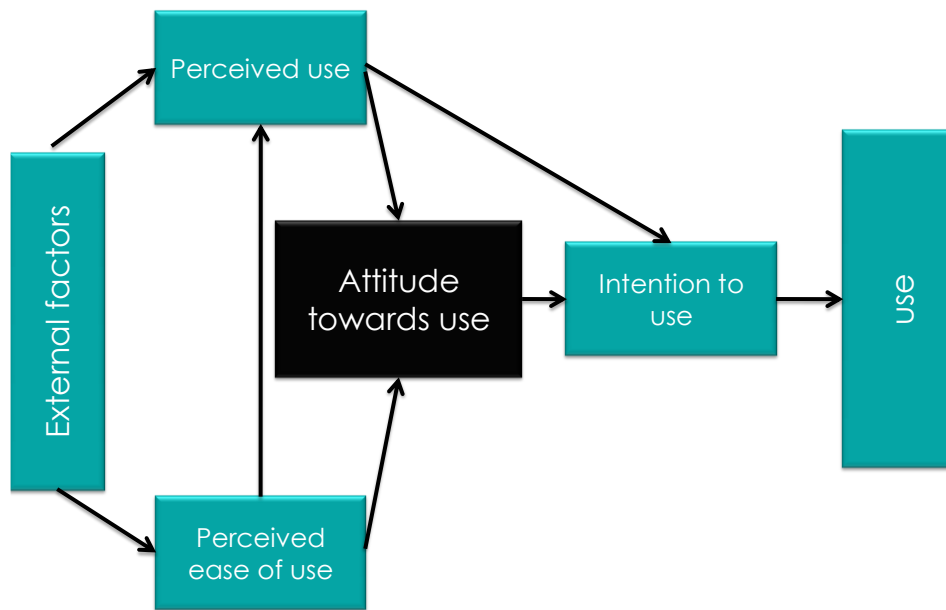 Perceived use
External factors
Attitude
towards use
Intention to
use
use
Perceived
ease of use